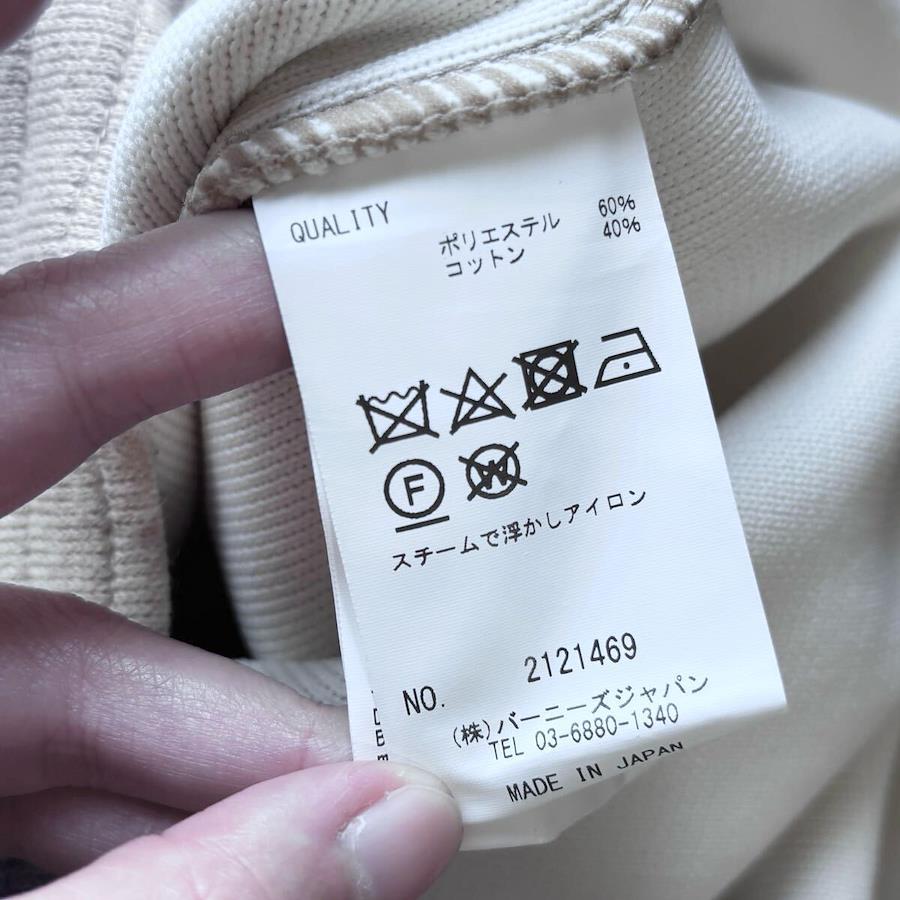 QUALITY
ポリエステル 60%
コットン 40%
F
W
スチームで浮かしアイロン
NO. 2121469
(株)バーニーズジャパン
TEL 03-6880-1340
MADE IN JAPAN